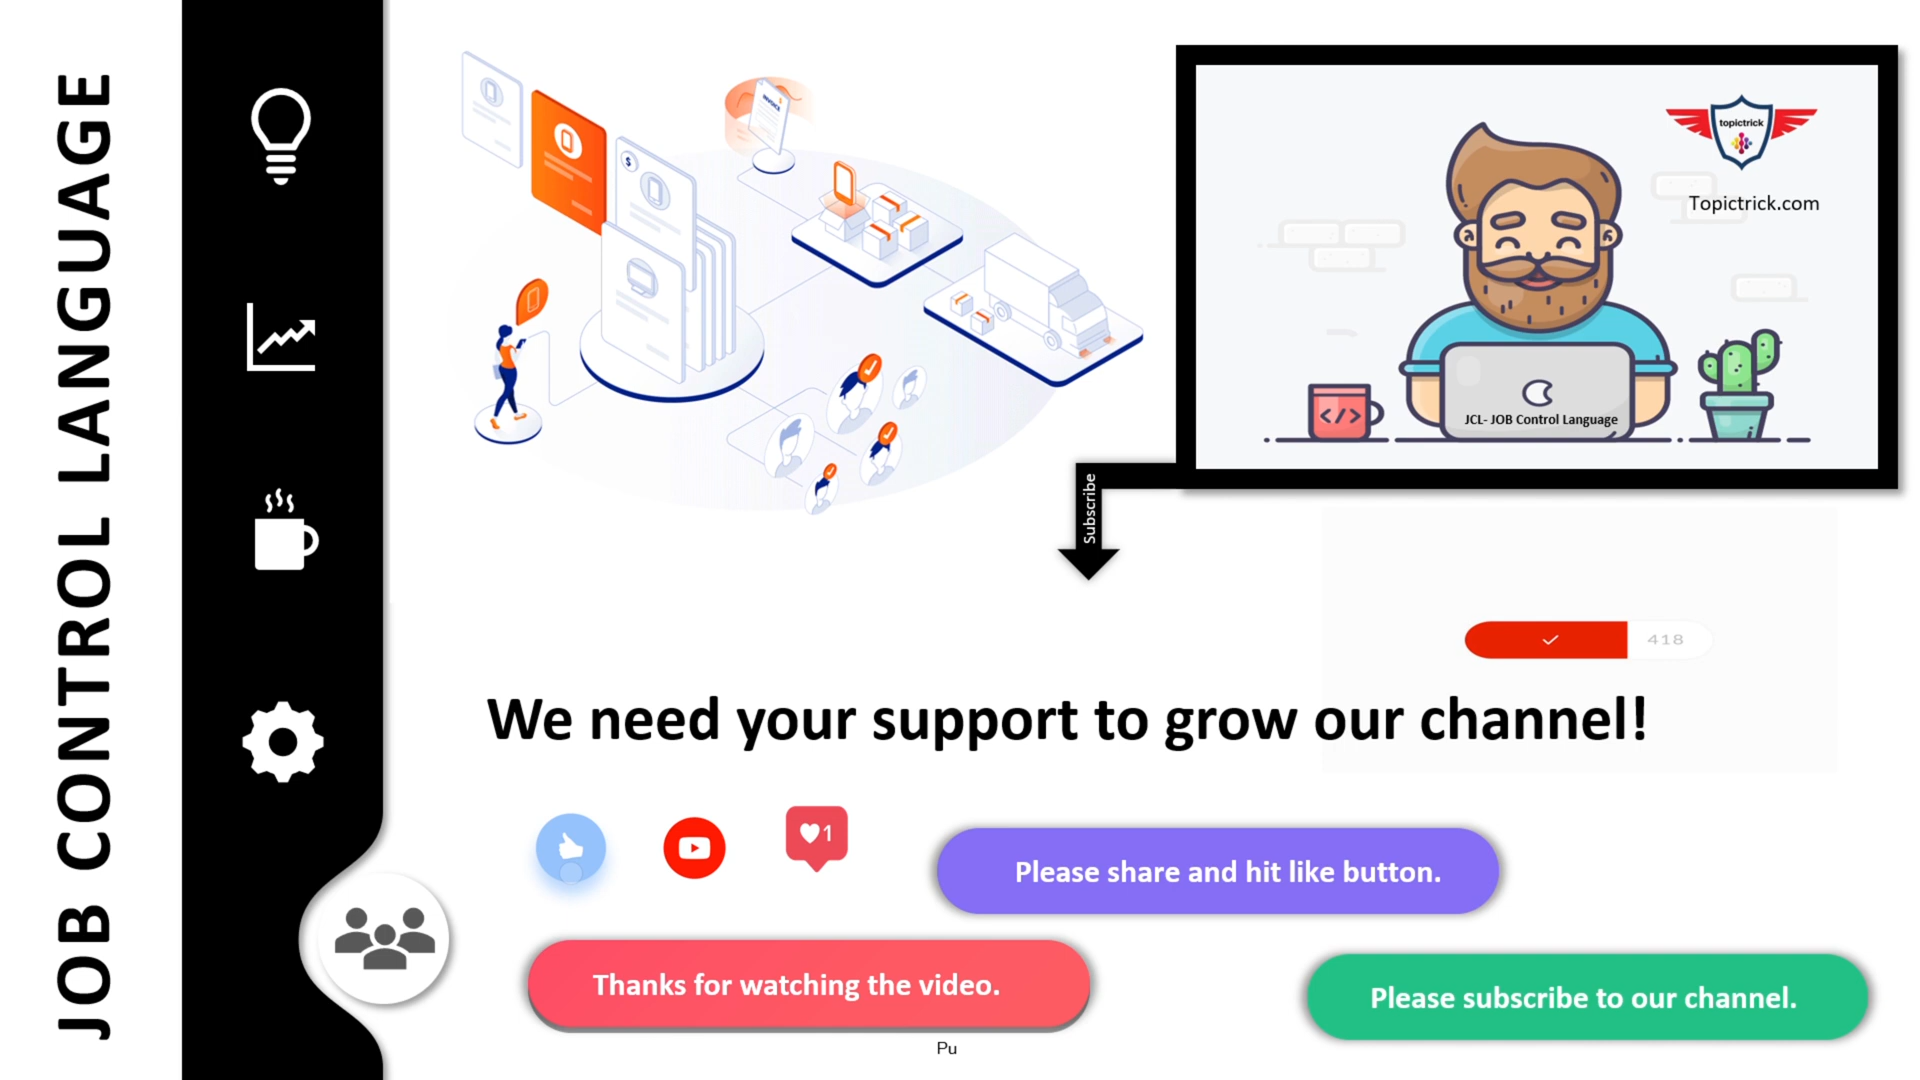 JOB CONTROL LANGUAGE
INVOICE
$
topictrick
Topictrick.com
</>
JCL- JOB Control Language
Subscribe
418
We need your support to grow our channel!
1
Please share and hit like button.
Thanks for watching the video.
Please subscribe to our channel.
Pu